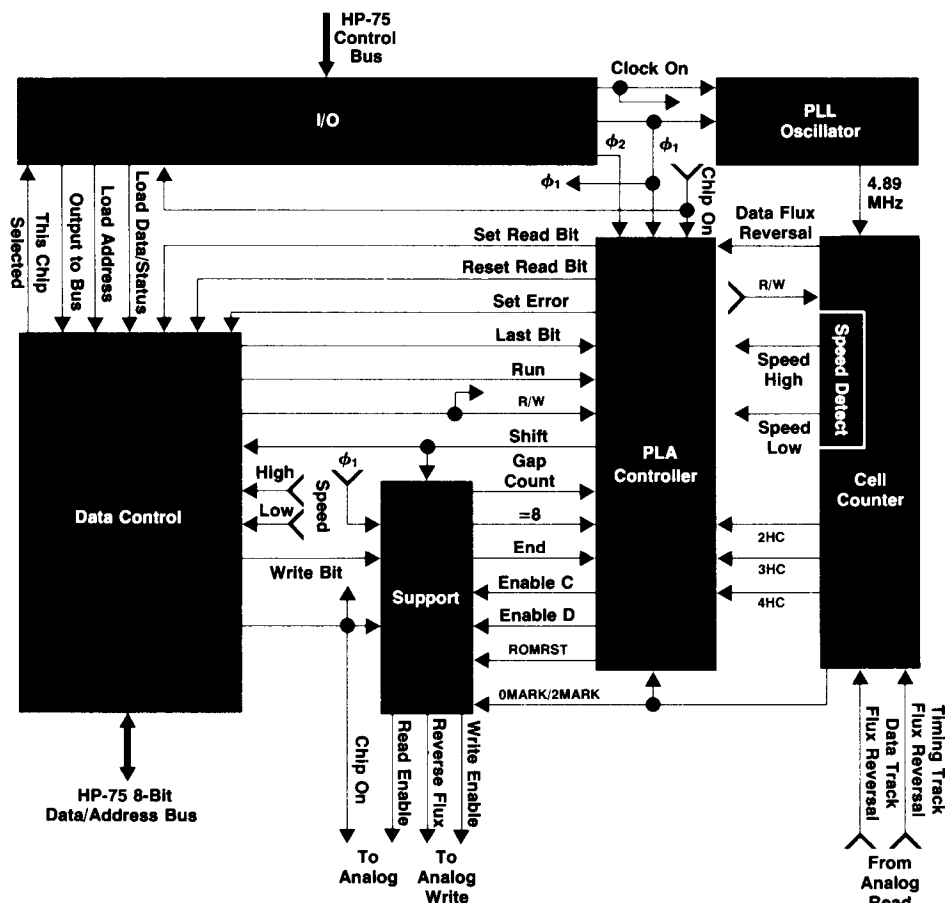 HP-75
Control
Bus
I/O
Clock On
PLL
Oscillator
ϕ2
ϕ1
ϕ1
Chip On
4.89
MHz
This Chip
Selected
Output to Bus
Load Address
Load Data/Status
Set Read Bit
Reset Read Bit
Set Error
Last Bit
Run
R/W
Shift
Data Flux
Reversal
R/W
Speed
High
Speed
Low
Speed Detect
PLA
Controller
Cell
Counter
Data Control
High
Low
Speed
ϕ1
Gap
Count
=8
End
Write Bit
Support
Enable C
Enable D
ROMRST
0MARK/2MARK
2HC
3HC
4HC
Chip On
Read Enable
Reverse Flux
Write Enable
Data Track
Flux Reversal
Timing Track
Flux Reversal
HP-75 8-Bit
Data/Address Bus
To
Analog
To
Analog
Write
From
Analog
Read